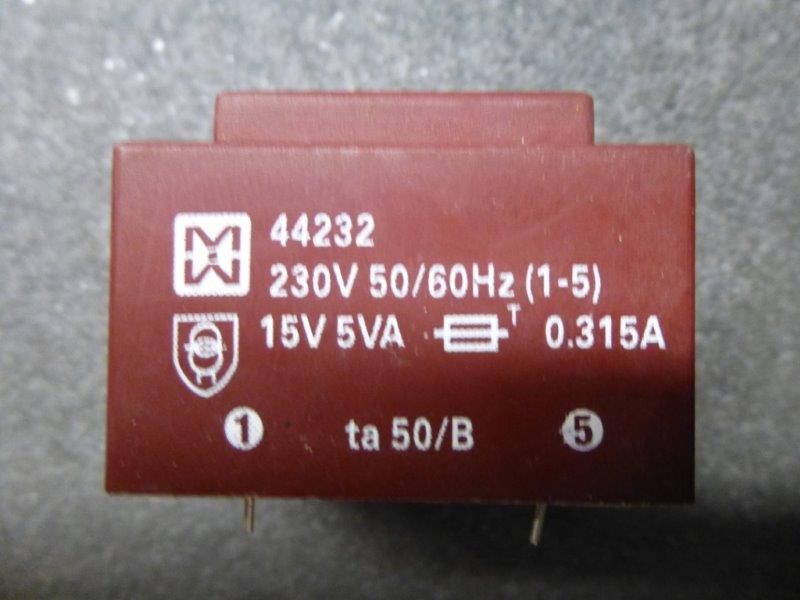 44232
230V 50/60Hz (1-5)
15V 5VA T 0.315A
1 ta 50/B 5